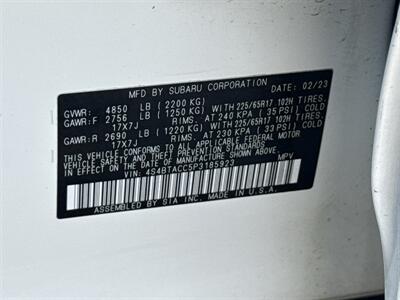 MFD BY SUBARU CORPORATION DATE: 02/23
GVWR: 4850 LB (2200 KG)
GAWR:F 2756 LB (1250 KG) WITH 225/65R17 102H TIRES,
17X7J RIMS, AT 240 KPA (35 PSI) COLD
GAWR:R 2690 LB (1220 KG) WITH 225/65R17 102H TIRES,
17X7J RIMS, AT 230 KPA (33 PSI) COLD
THIS VEHICLE CONFORMS TO ALL APPLICABLE FEDERAL MOTOR
VEHICLE SAFETY AND THEFT PREVENTION STANDARDS
IN EFFECT ON THE DATE OF MANUFACTURE SHOWN ABOVE.
VIN: 4S4BTACC5P3185923 MPV
ASSEMBLED BY SIA INC. MADE IN U.S.A.